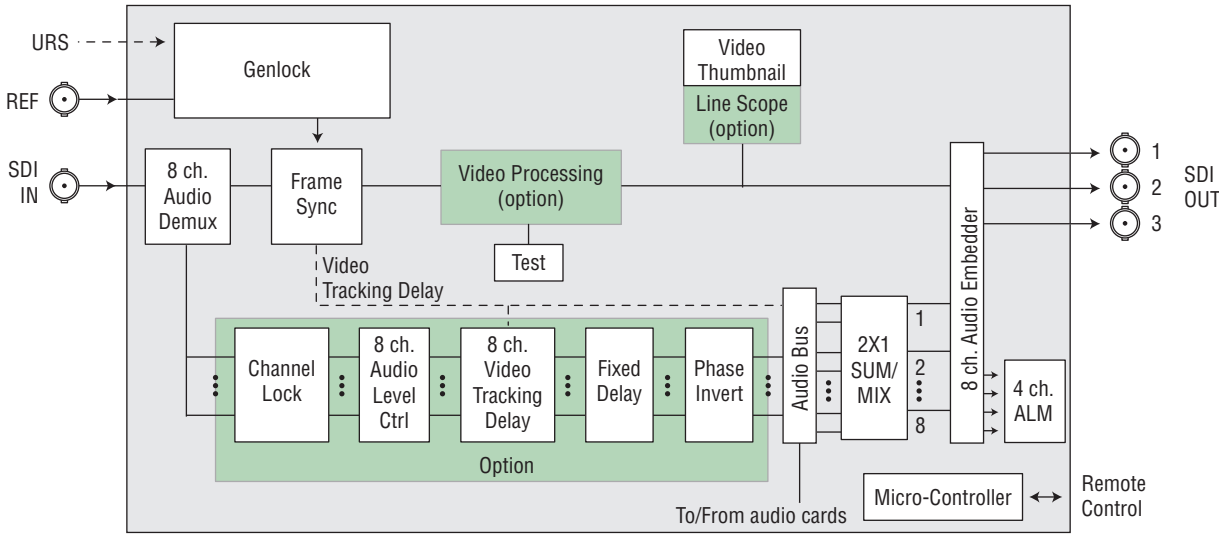 URS
REF
SDI
IN
Genlock
8 ch.
Audio
Demux
Frame
Sync
Video Processing
(option)
Test
Video
Thumbnail
Line Scope
(option)
8 ch. Audio Embedder
1
2
3
SDI
OUT
Video
Tracking Delay
Channel
Lock
8 ch.
Audio
Level
Ctrl
8 ch.
Video
Tracking
Delay
Fixed
Delay
Phase
Invert
Option
Audio Bus
2X1
SUM/
MIX
1
2
8
4 ch.
ALM
To/From audio cards
Micro-Controller
Remote
Control